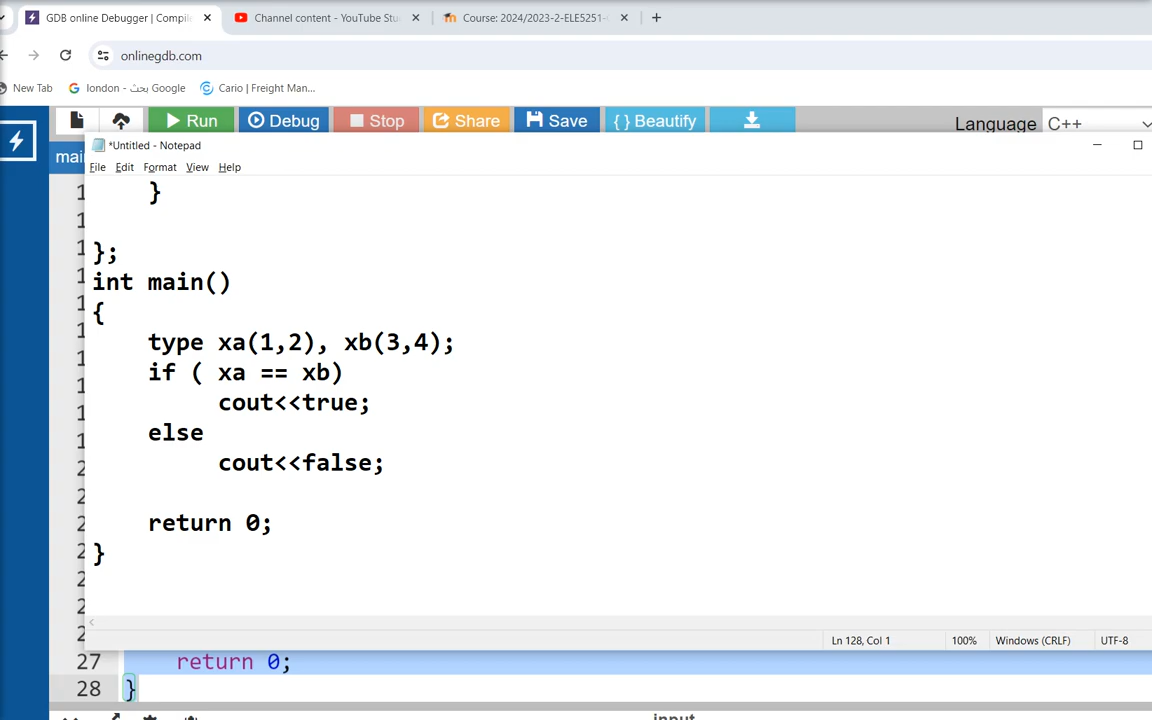 GDB online Debugger | Compile
Channel content - YouTube Stu
Course: 2024/2023-2-ELE5251-
onlinegdb.com
New Tab
london - بحث Google
Cario | Freight Man...
Run
Debug
Stop
Share
Save
{ } Beautify
Language C++
*Untitled - Notepad
File Edit Format View Help
}
};
int main()
{
type xa(1,2), xb(3,4);
if ( xa == xb)
cout<<true;
else
cout<<false;
return 0;
}
Ln 128, Col 1
100%
Windows (CRLF)
UTF-8
27 return 0;
28 }
input